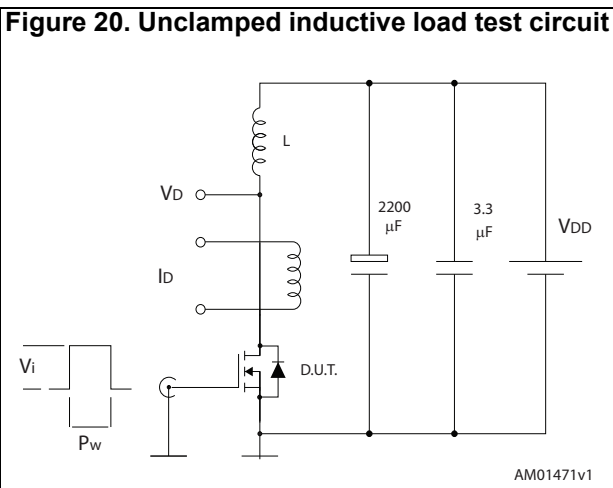 Figure 20. Unclamped inductive load test circuit
L
VD
2200
μF
3.3
μF
VDD
ID
Vi
D.U.T.
Pw
AM01471v1